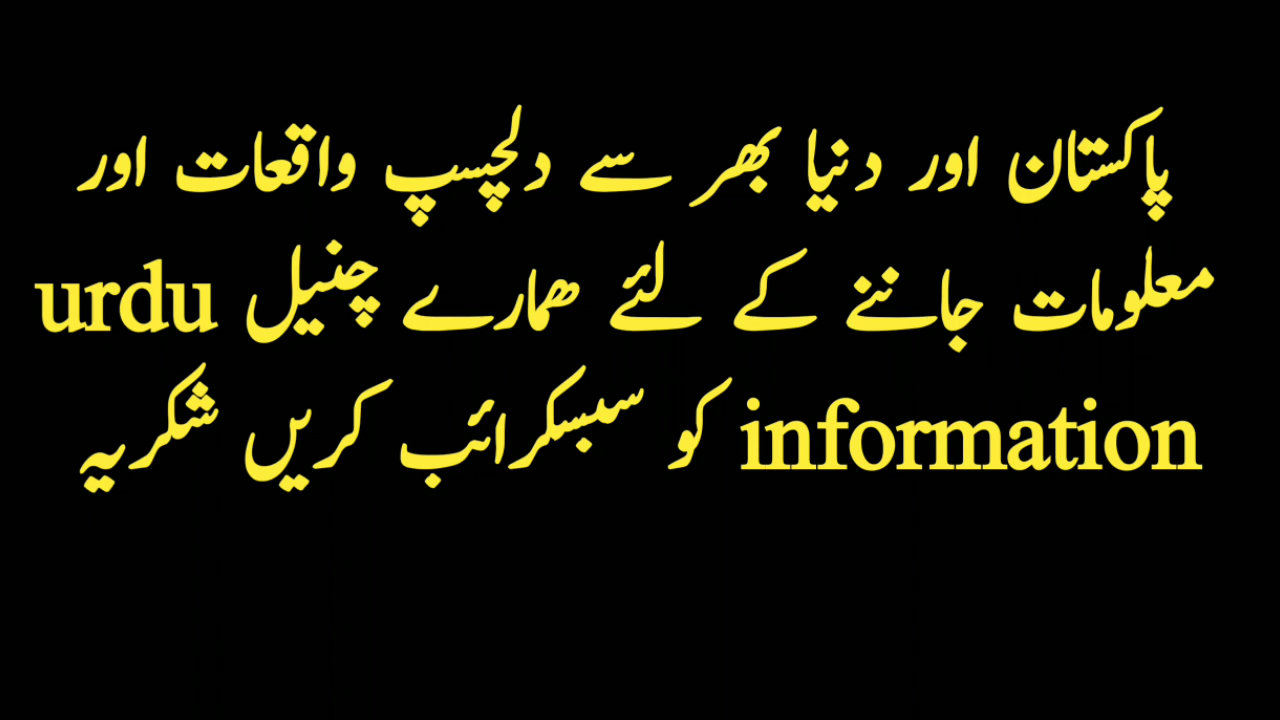 پاکستان اور دنیا بھر سے دلچسپ واقعات اور
معلومات جاننے کے لئے ھمارے چنیل urdu
information کو سبسکرائب کریں شکریہ